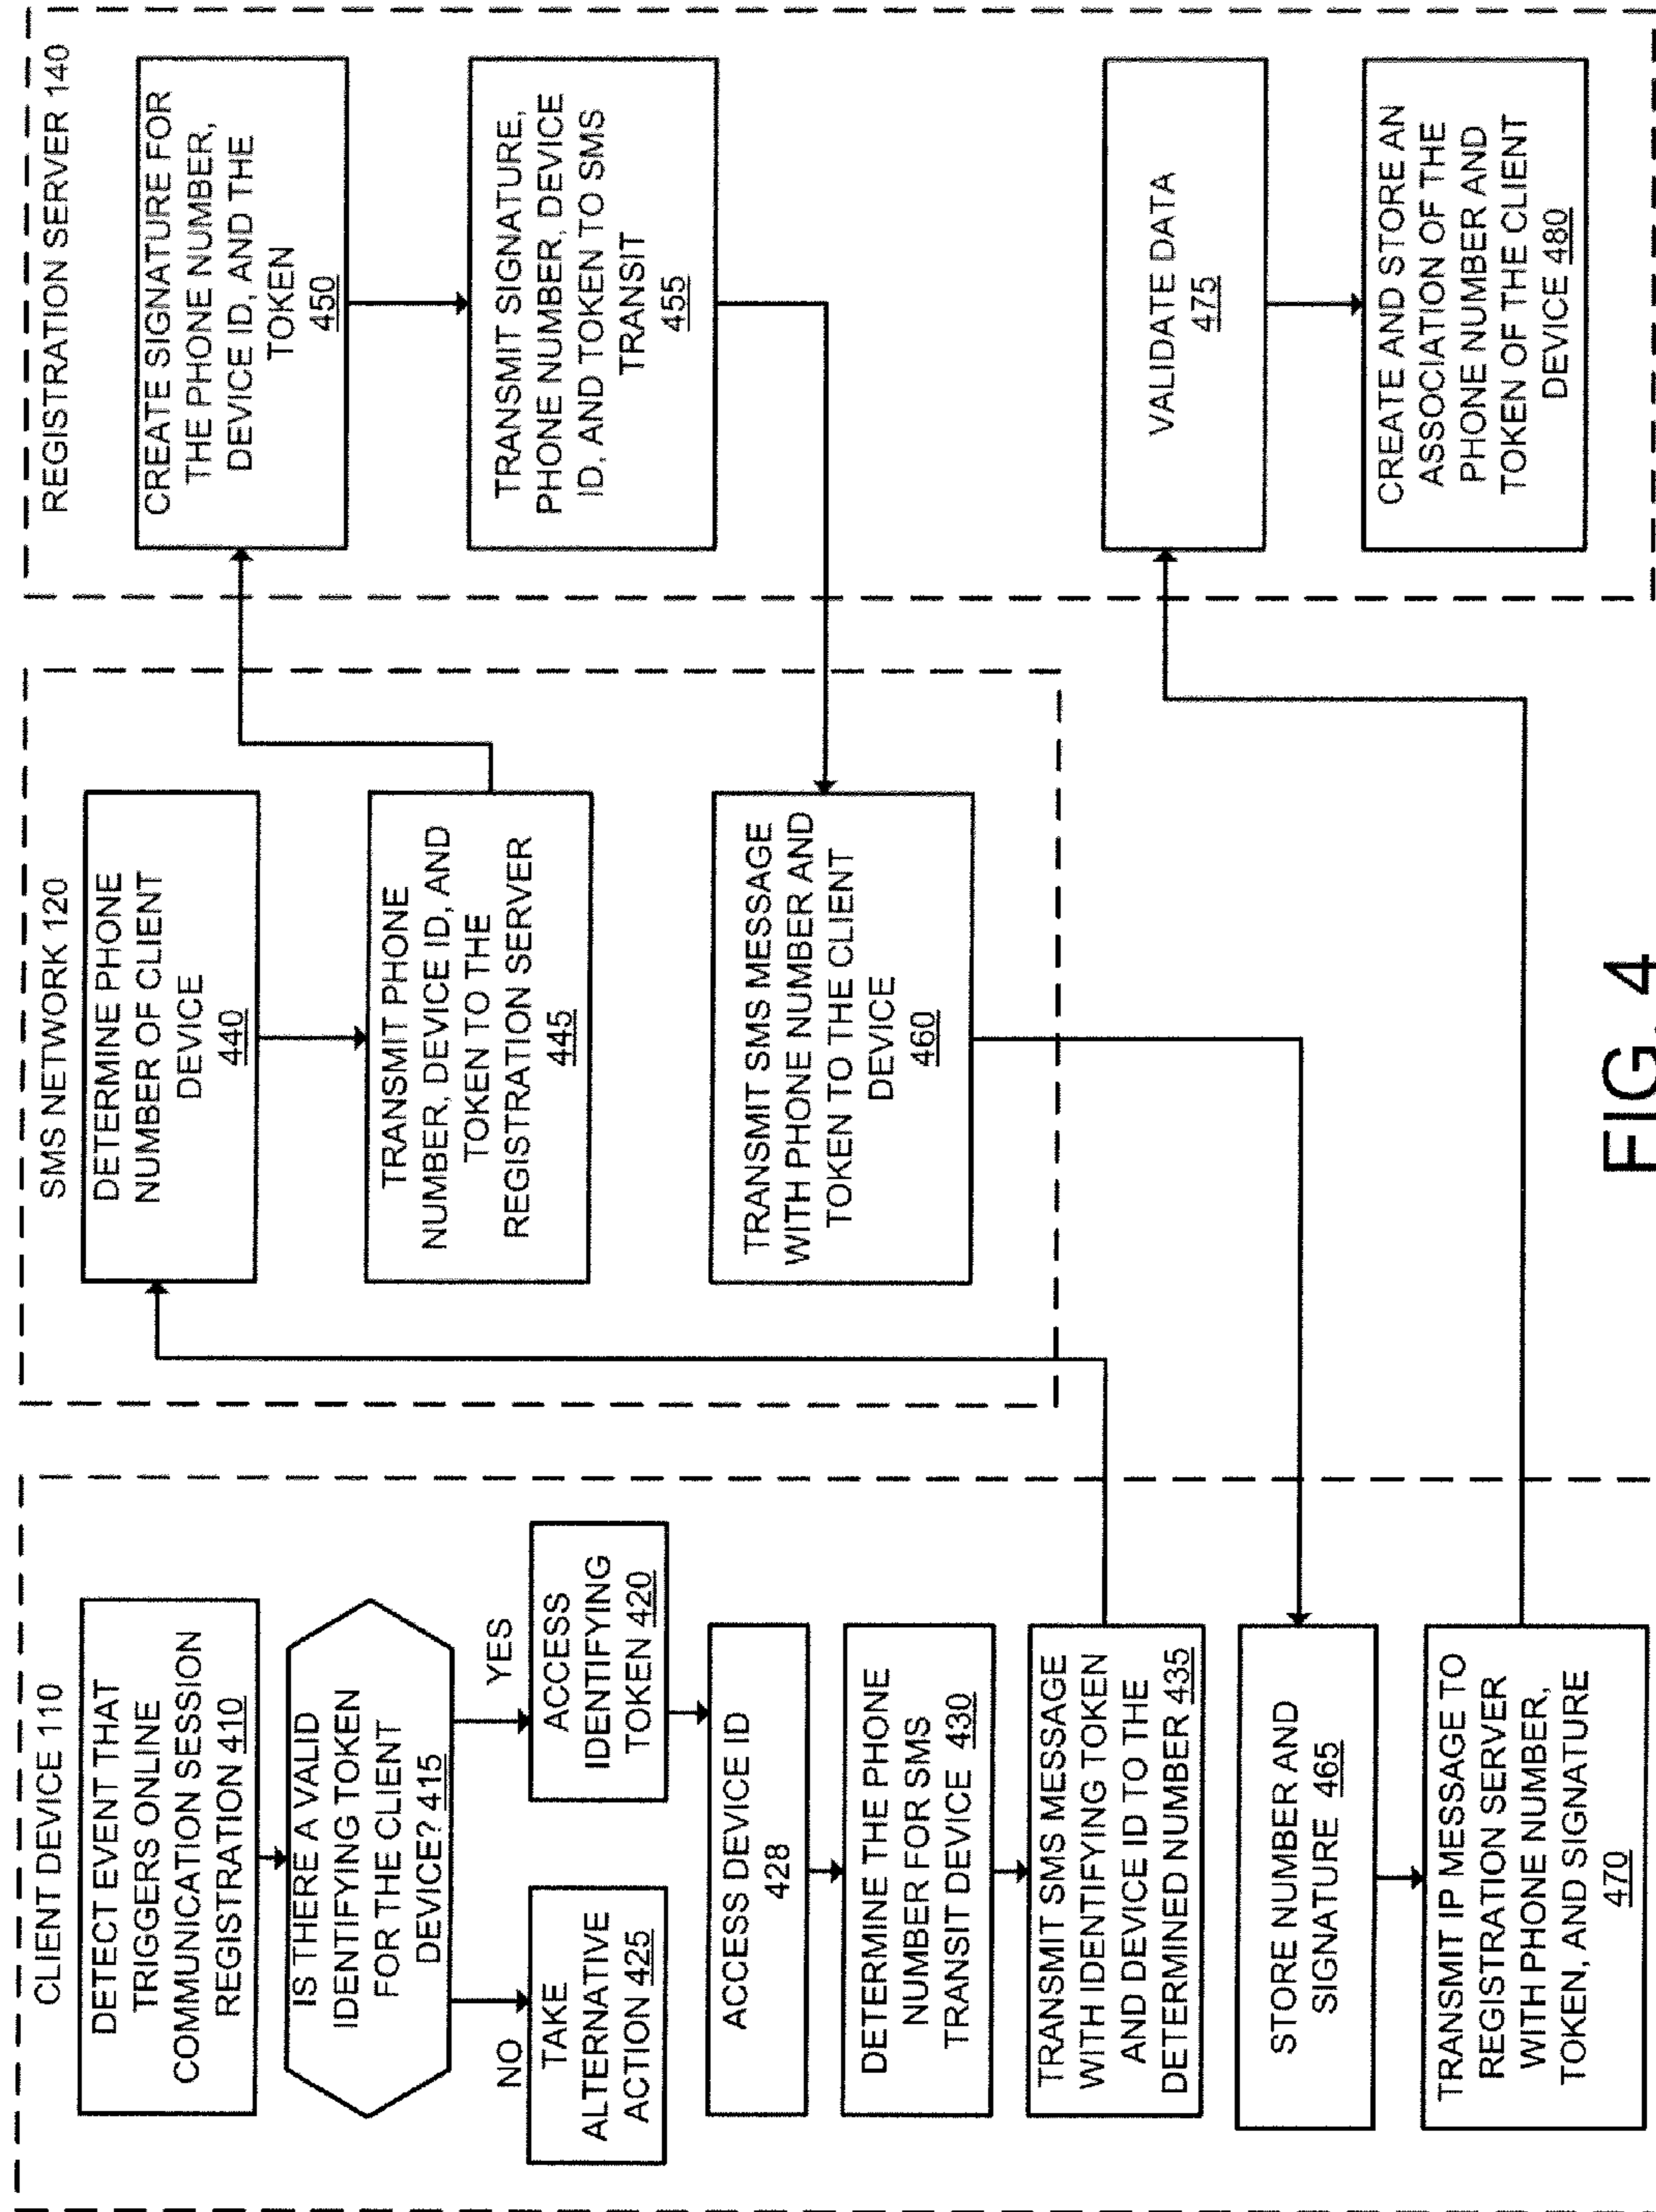 CLIENT DEVICE 110
DETECT EVENT THAT
TRIGGERS ONLINE
COMMUNICATION SESSION
REGISTRATION 410
IS THERE A VALID
IDENTIFYING TOKEN
FOR THE CLIENT
DEVICE? 415
NO
YES
TAKE
ALTERNATIVE
ACTION 425
ACCESS
IDENTIFYING
TOKEN 420
ACCESS DEVICE ID
428
DETERMINE THE PHONE
NUMBER FOR SMS
TRANSIT DEVICE 430
TRANSMIT SMS MESSAGE
WITH IDENTIFYING TOKEN
AND DEVICE ID TO THE
DETERMINED NUMBER 435
STORE NUMBER AND
SIGNATURE 465
TRANSMIT IP MESSAGE TO
REGISTRATION SERVER
WITH PHONE NUMBER,
TOKEN, AND SIGNATURE
470
SMS NETWORK 120
DETERMINE PHONE
NUMBER OF CLIENT
DEVICE
440
TRANSMIT PHONE
NUMBER, DEVICE ID, AND
TOKEN TO THE
REGISTRATION SERVER
445
TRANSMIT SMS MESSAGE
WITH PHONE NUMBER AND
TOKEN TO THE CLIENT
DEVICE
460
REGISTRATION SERVER 140
CREATE SIGNATURE FOR
THE PHONE NUMBER,
DEVICE ID, AND THE
TOKEN
450
TRANSMIT SIGNATURE,
PHONE NUMBER, DEVICE
ID, AND TOKEN TO SMS
TRANSIT
455
VALIDATE DATA
475
CREATE AND STORE AN
ASSOCIATION OF THE
PHONE NUMBER AND
TOKEN OF THE CLIENT
DEVICE 480
FIG. 4